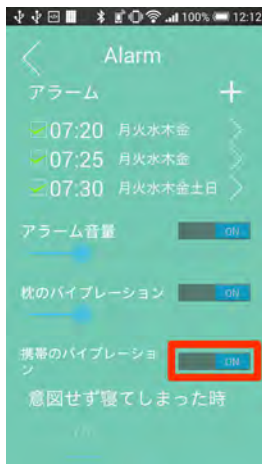 100% 12:12
Alarm
アラーム +
07:20 月火水木金
07:25 月火水木金
07:30 月火水木金土日
アラーム音量 ON
枕のバイブレーション ON
携帯のバイブレーショ
ン ON
意図せず寝てしまった時